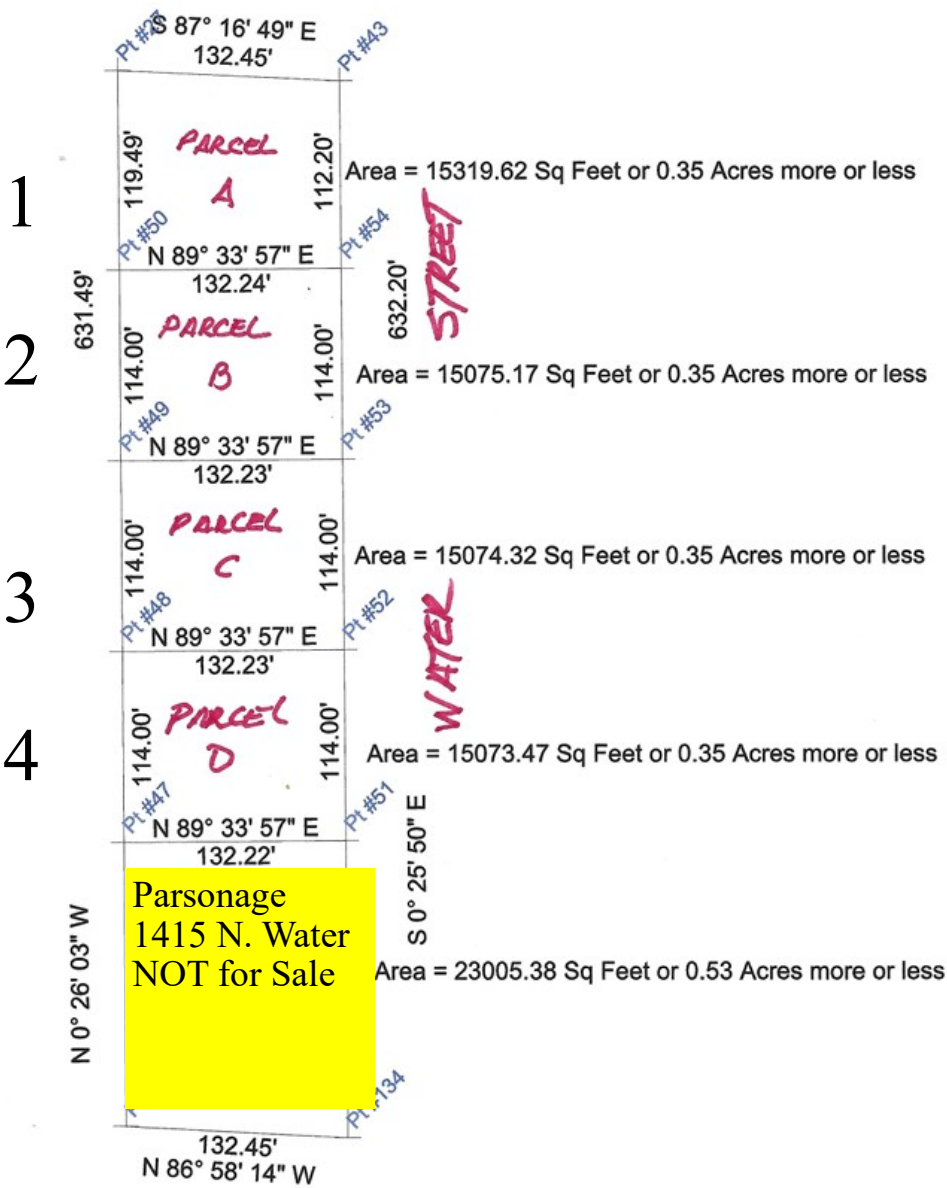 Pt #27
S 87° 16' 49" E
132.45'
Pt #43
119.49'
PARCEL
A
112.20'
Area = 15319.62 Sq Feet or 0.35 Acres more or less
1
Pt #50
Pt #54
N 89° 33' 57" E
132.24'
631.49'
632.20'
STREET
2
114.00'
PARCEL
B
114.00'
Area = 15075.17 Sq Feet or 0.35 Acres more or less
Pt #49
Pt #53
N 89° 33' 57" E
132.23'
114.00'
PARCEL
C
114.00'
Area = 15074.32 Sq Feet or 0.35 Acres more or less
3
Pt #48
Pt #52
N 89° 33' 57" E
132.23'
WATER
4
114.00'
PARCEL
D
114.00'
Area = 15073.47 Sq Feet or 0.35 Acres more or less
Pt #47
Pt #51
N 89° 33' 57" E
132.22'
S 0° 25' 50" E
N 0° 26' 03" W
Parsonage
1415 N. Water
NOT for Sale
Area = 23005.38 Sq Feet or 0.53 Acres more or less
Pt #134
132.45'
N 86° 58' 14" W